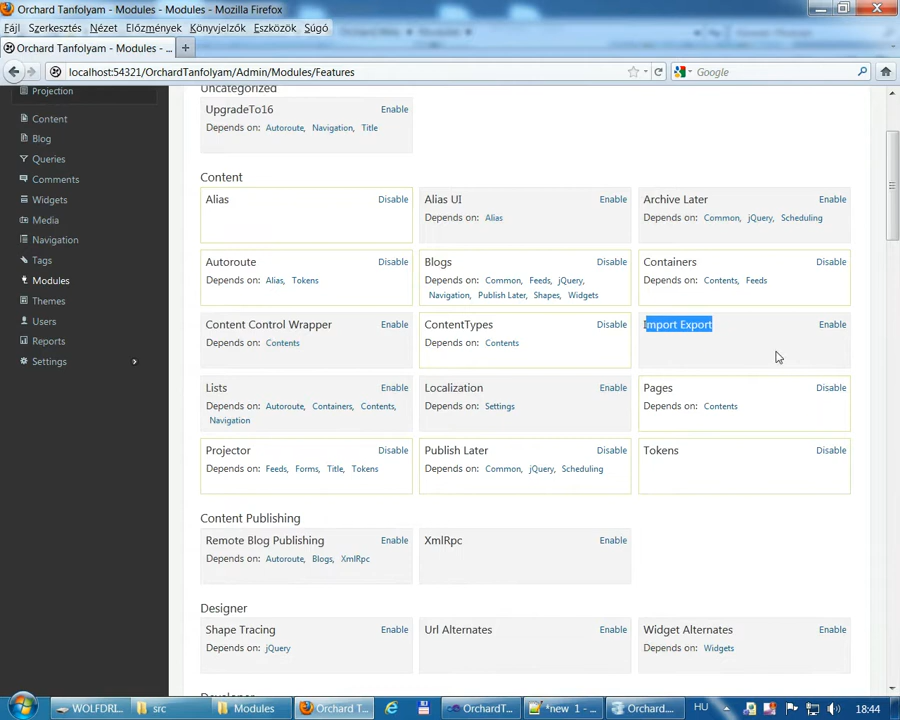 Orchard Tanfolyam - Modules - Modules - Mozilla Firefox
Fájl Szerkesztés Nézet Előzmények Könyvjelzők Eszközök Súgó
Orchard Tanfolyam - Modules - ...
localhost:54321/OrchardTanfolyam/Admin/Modules/Features
Google
Projection
Content
Blog
Queries
Comments
Widgets
Media
Navigation
Tags
Modules
Themes
Users
Reports
Settings
Uncategorized
UpgradeTo16 Enable
Depends on: Autoroute, Navigation, Title
Content
Alias Disable
Alias UI Enable
Depends on: Alias
Archive Later Enable
Depends on: Common, jQuery, Scheduling
Autoroute Disable
Depends on: Alias, Tokens
Blogs Disable
Depends on: Common, Feeds, jQuery,
Navigation, Publish Later, Shapes, Widgets
Containers Disable
Depends on: Contents, Feeds
Content Control Wrapper Enable
Depends on: Contents
ContentTypes Disable
Depends on: Contents
Import Export Enable
Lists Enable
Depends on: Autoroute, Containers, Contents,
Navigation
Localization Enable
Depends on: Settings
Pages Disable
Depends on: Contents
Projector Disable
Depends on: Feeds, Forms, Title, Tokens
Publish Later Disable
Depends on: Common, jQuery, Scheduling
Tokens Disable
Content Publishing
Remote Blog Publishing Enable
Depends on: Autoroute, Blogs, XmlRpc
XmlRpc Enable
Designer
Shape Tracing Enable
Depends on: jQuery
Url Alternates Enable
Widget Alternates Enable
Depends on: Widgets
WOLFDRI...
src
Modules
Orchard T...
OrchardT...
*new 1 - ...
Orchard....
HU
18:44